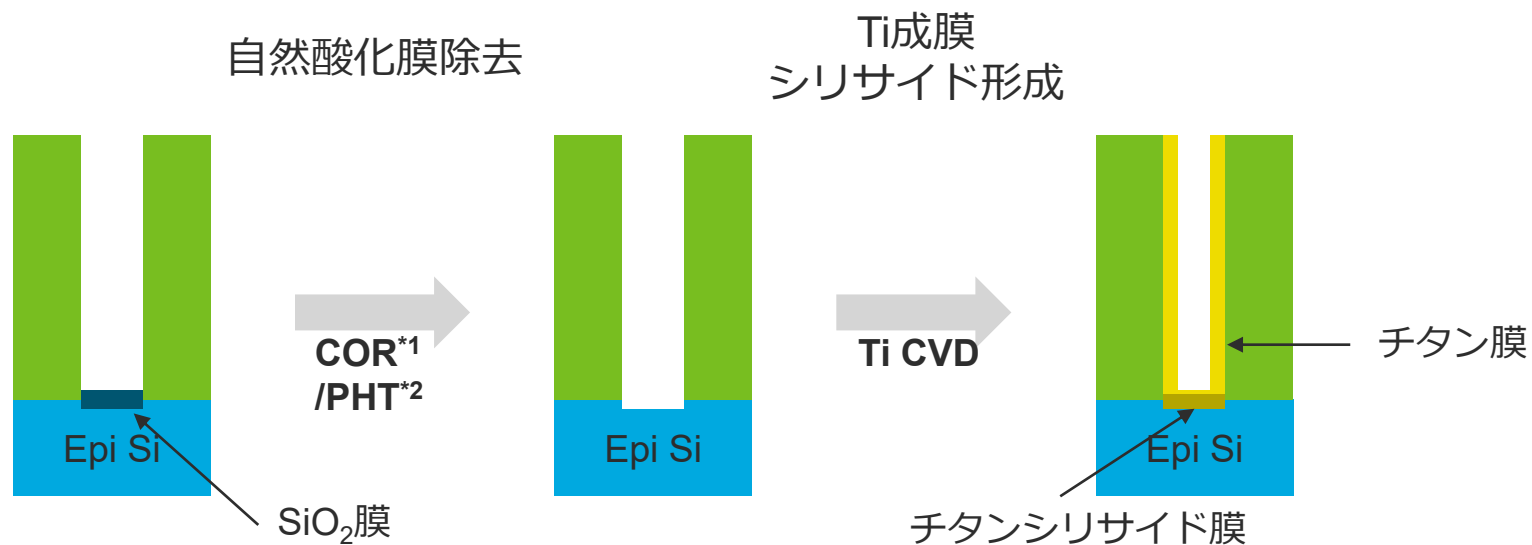 自然酸化膜除去
Ti成膜
シリサイド形成
COR*1
/PHT*2
Ti CVD
チタン膜
Epi Si
Epi Si
Epi Si
SiO2膜
チタンシリサイド膜